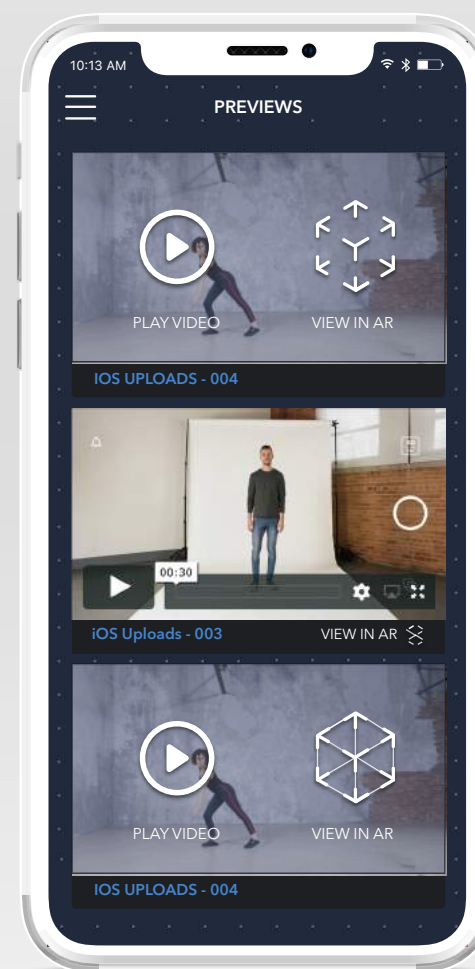 10:13 AM
PREVIEWS
PLAY VIDEO
VIEW IN AR
IOS UPLOADS - 004
00:30
iOS Uploads - 003
VIEW IN AR
PLAY VIDEO
VIEW IN AR
IOS UPLOADS - 004